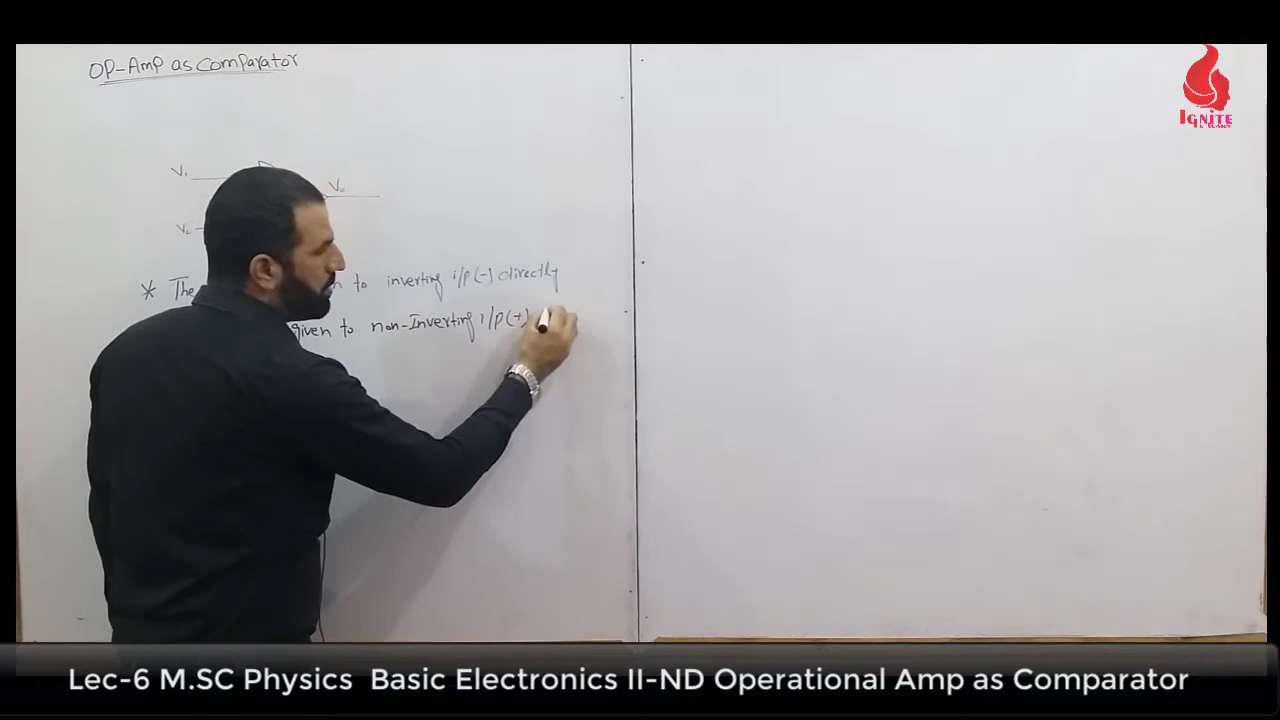 OP-Amp as Comparator
IGNITE
V₁
V₀
V₂
* The to inverting i/p (-) directly
given to non-Inverting i/p (+)
Lec-6 M.SC Physics Basic Electronics II-ND Operational Amp as Comparator